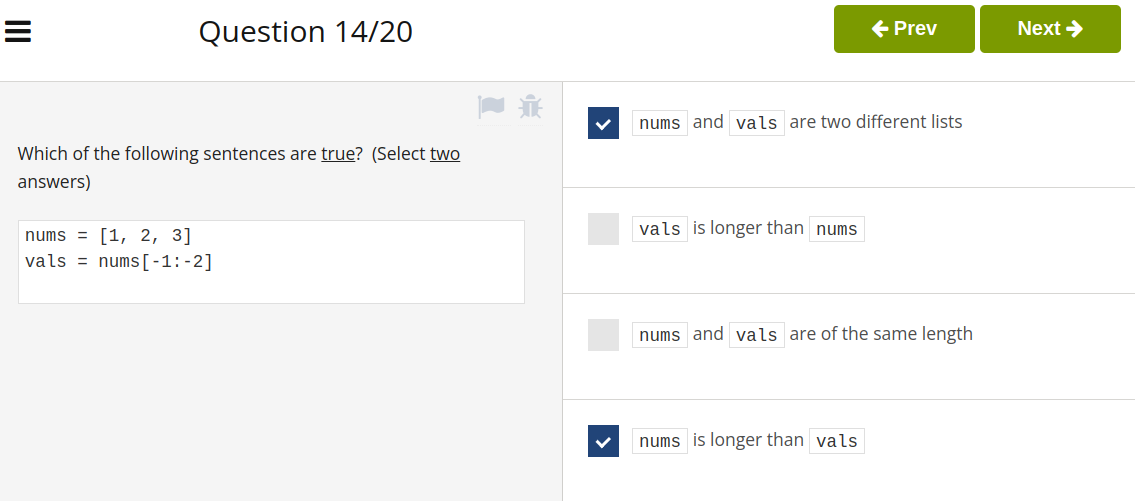 Question 14/20
Prev
Next
Which of the following sentences are true? (Select two
answers)
nums = [1, 2, 3]
vals = nums[-1:-2]
nums and vals are two different lists
vals is longer than nums
nums and vals are of the same length
nums is longer than vals